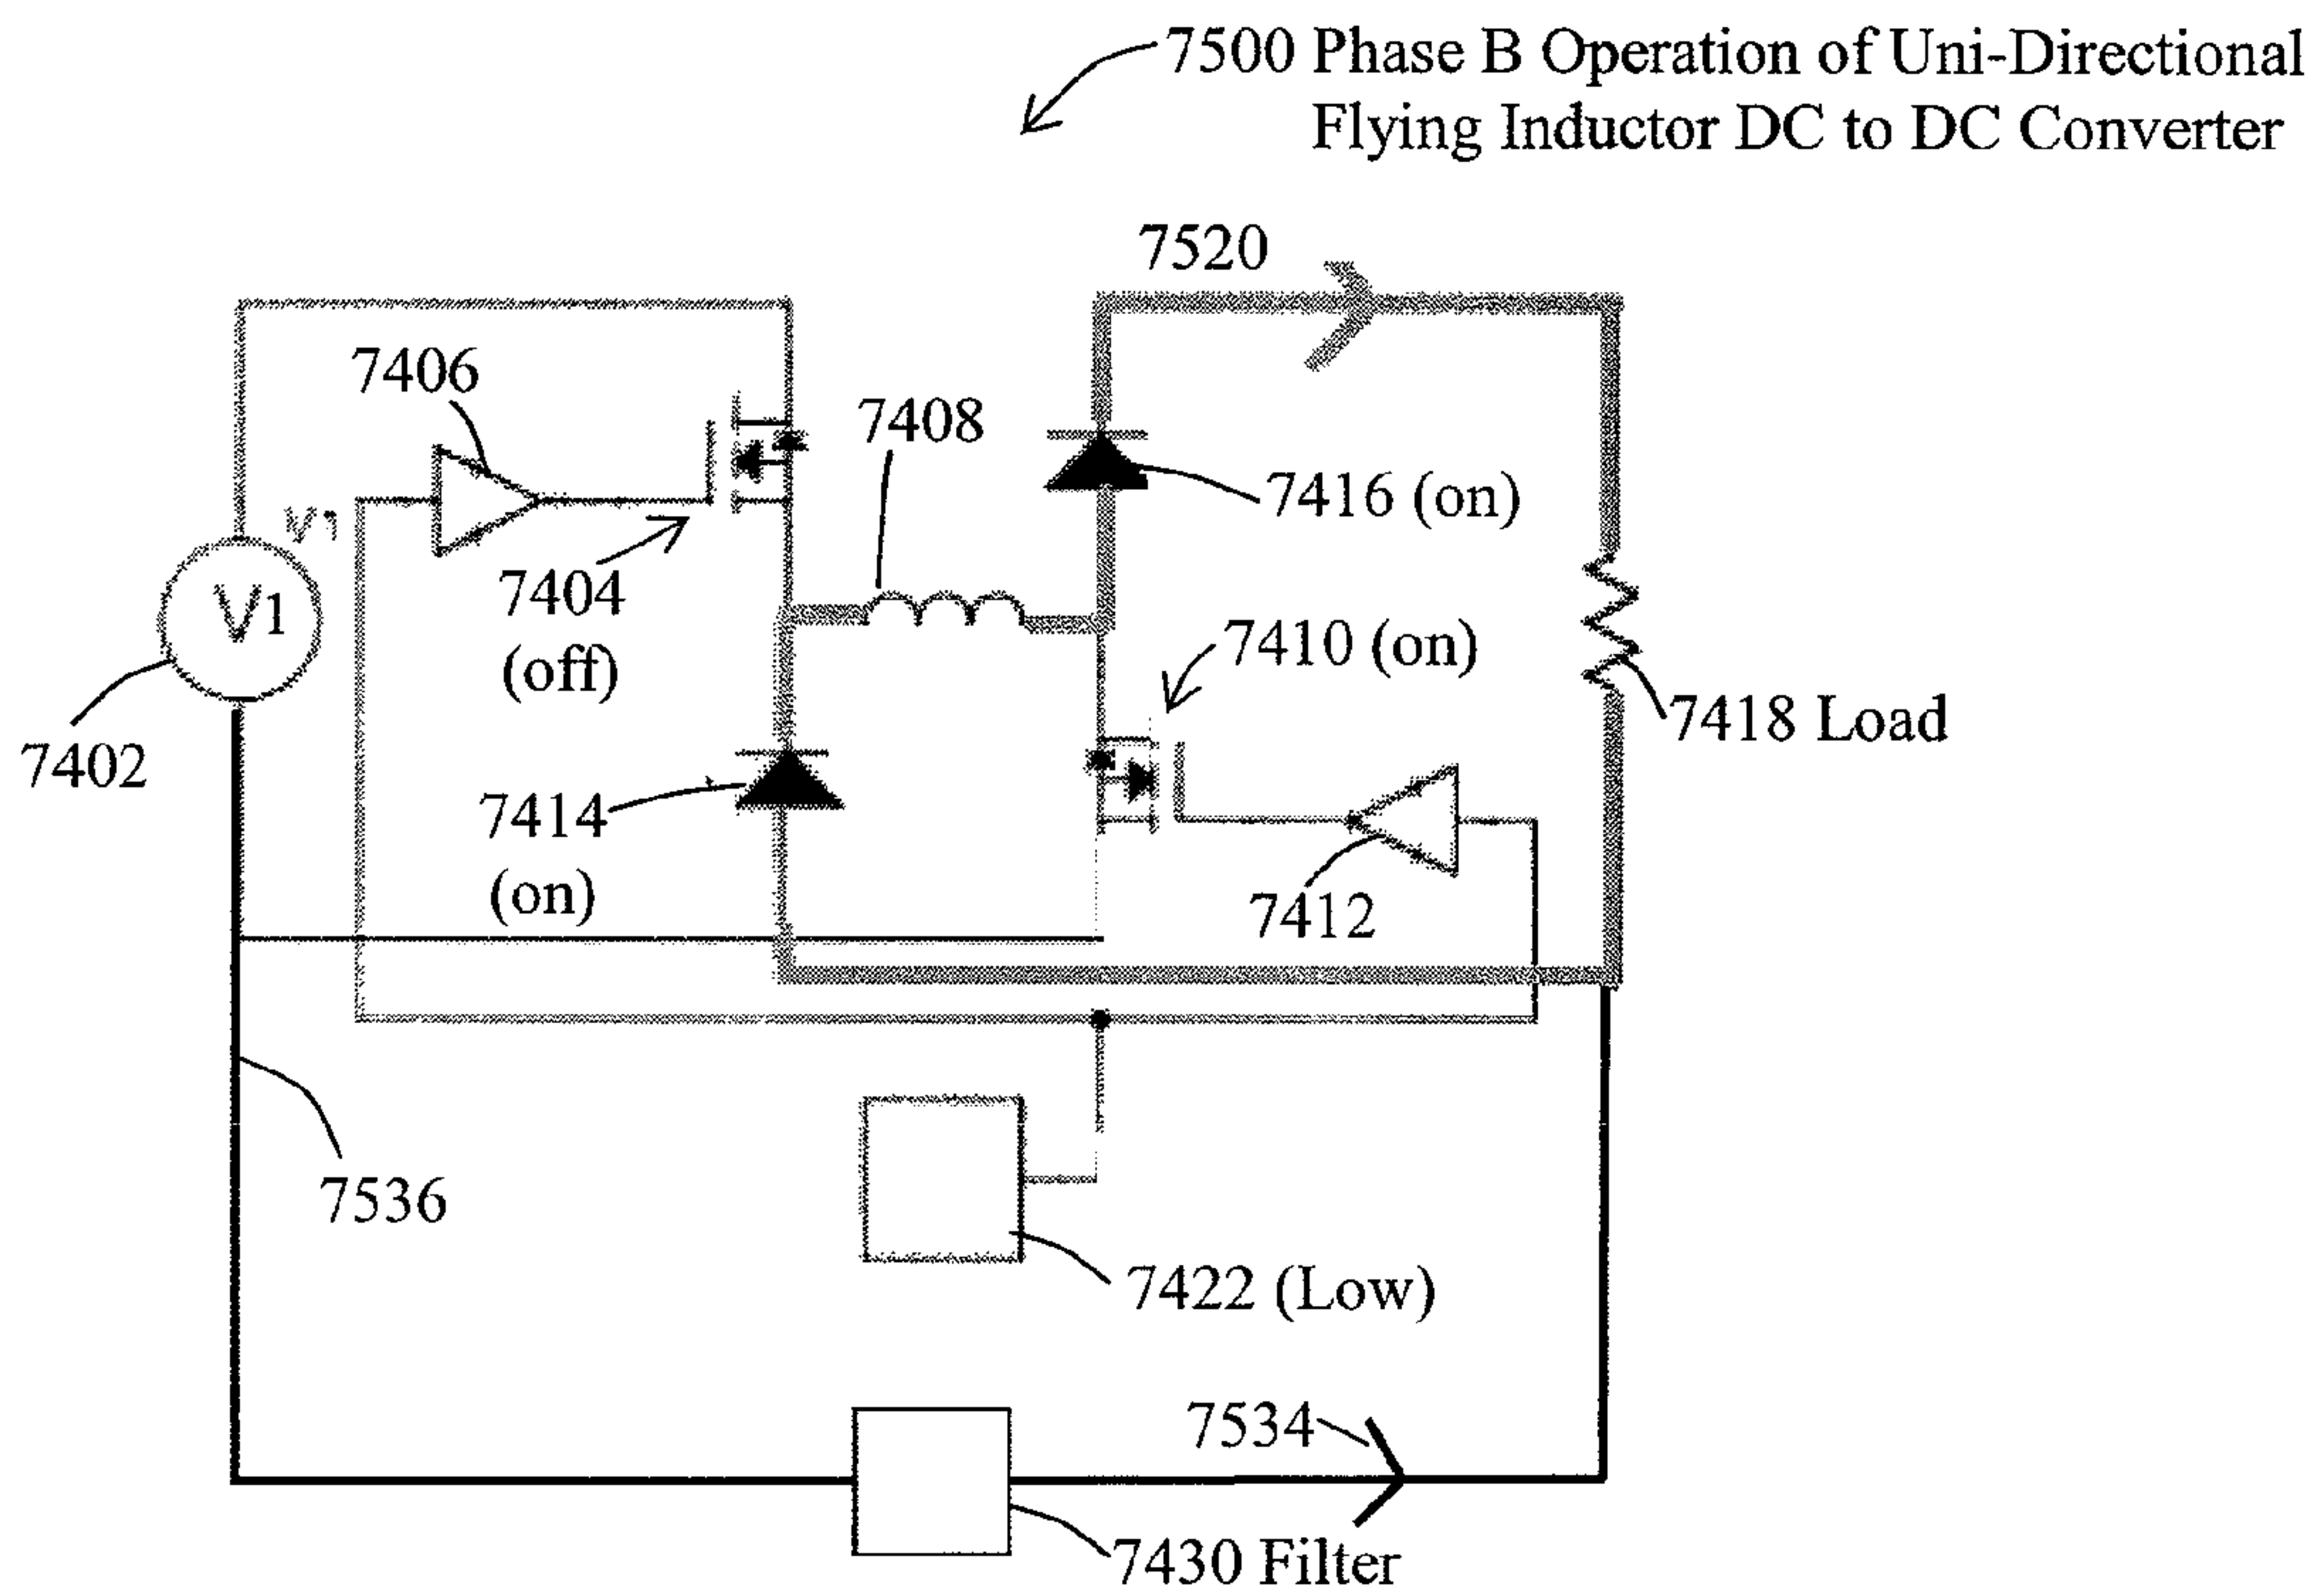 7500 Phase B Operation of Uni-Directional
Flying Inductor DC to DC Converter
7520
7406
7408
7416 (on)
V1
V1
7404
(off)
7410 (on)
7418 Load
7402
7414
(on)
7412
7536
7422 (Low)
7534
7430 Filter